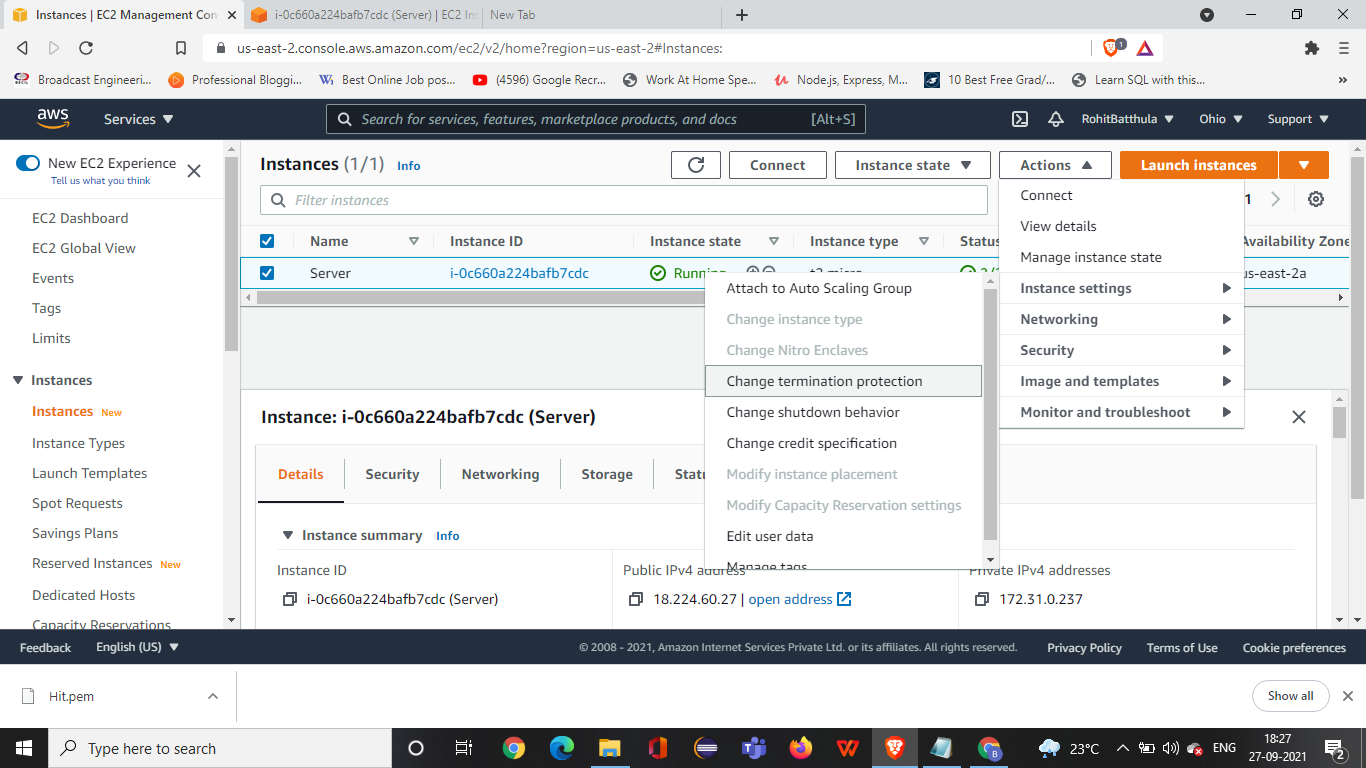 Instances | EC2 Management Con
i-0c660a224bafb7cdc (Server) | EC2 Ins
New Tab
us-east-2.console.aws.amazon.com/ec2/v2/home?region=us-east-2#Instances:
1
Broadcast Engineeri...
Professional Bloggi...
Best Online Job pos...
(4596) Google Recr...
Work At Home Spe...
Node.js, Express, M...
10 Best Free Grad/...
Learn SQL with this...
aws
Services
Search for services, features, marketplace products, and docs
[Alt+S]
RohitBatthula
Ohio
Support
New EC2 Experience
Tell us what you think
EC2 Dashboard
EC2 Global View
Events
Tags
Limits
Instances
Instances New
Instance Types
Launch Templates
Spot Requests
Savings Plans
Reserved Instances New
Dedicated Hosts
Capacity Reservations
Instances (1/1) Info
Connect
Instance state
Actions
Launch instances
Filter instances
1
Name
Instance ID
Instance state
Instance type
Status
Availability Zone
Server
i-0c660a224bafb7cdc
Running
t2.micro
us-east-2a
Connect
View details
Manage instance state
Instance settings
Networking
Security
Image and templates
Monitor and troubleshoot
Attach to Auto Scaling Group
Change instance type
Change Nitro Enclaves
Change termination protection
Change shutdown behavior
Change credit specification
Modify instance placement
Modify Capacity Reservation settings
Edit user data
Manage tags
Instance: i-0c660a224bafb7cdc (Server)
Details
Security
Networking
Storage
Statu
Instance summary Info
Instance ID
i-0c660a224bafb7cdc (Server)
Public IPv4 address
18.224.60.27 | open address
Private IPv4 addresses
172.31.0.237
Feedback
English (US)
© 2008 - 2021, Amazon Internet Services Private Ltd. or its affiliates. All rights reserved.
Privacy Policy
Terms of Use
Cookie preferences
Hit.pem
Show all
Type here to search
23°C
ENG
18:27
27-09-2021
2